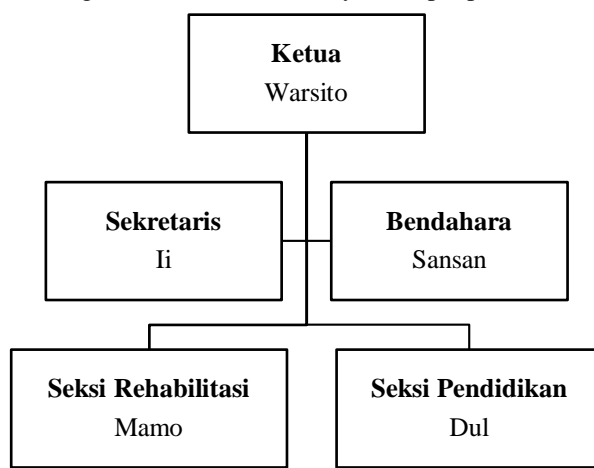 Ketua
Warsito
Sekretaris
Ii
Bendahara
Sansan
Seksi Rehabilitasi
Mamo
Seksi Pendidikan
Dul